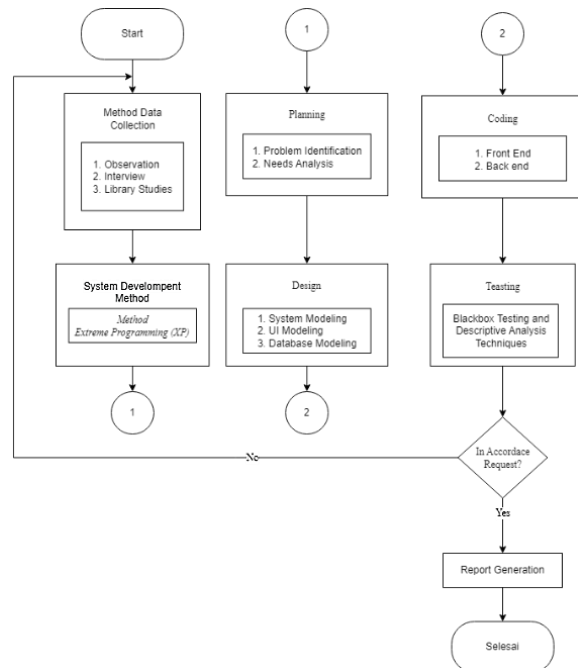 Start
Method Data
Collection
1. Observation
2. Interview
3. Library Studies
System Develompent
Method
Method
Extreme Programming (XP)
1
1
Planning
1. Problem Identification
2. Needs Analysis
Design
1. System Modeling
2. UI Modeling
3. Database Modeling
2
2
Coding
1. Front End
2. Back end
Teasting
Blackbox Testing and
Descriptive Analysis
Techniques
In Accordace
Request?
No
Yes
Report Generation
Selesai